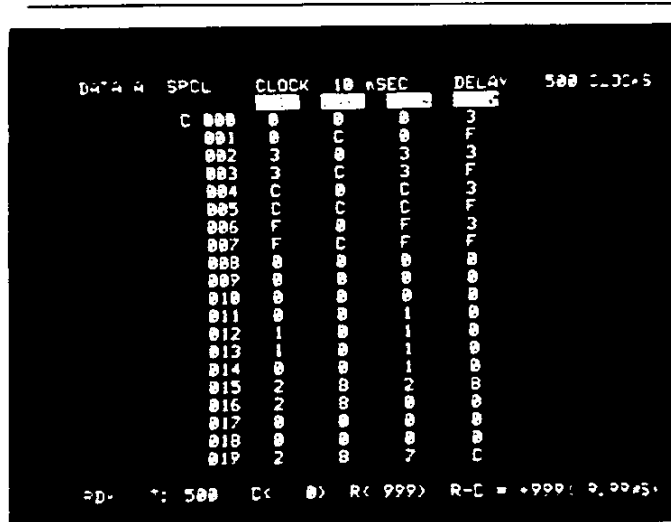 DATA A SPCL CLOCK 10 nSEC DELAY 500 CLOCKS
C 000 0 0 0 3
001 0 C 0 F
002 3 0 3 3
003 3 C 3 F
004 C 0 C 3
005 C C C F
006 F 0 F 3
007 F C F F
008 0 0 0 0
009 0 0 0 0
010 0 0 0 0
011 0 0 1 0
012 1 0 1 0
013 1 0 1 0
014 0 0 1 0
015 2 8 2 8
016 2 8 0 0
017 0 0 0 0
018 0 0 0 0
019 2 8 7 C
500 C( 0) R( 999) R-C = +999( 9.99µS)